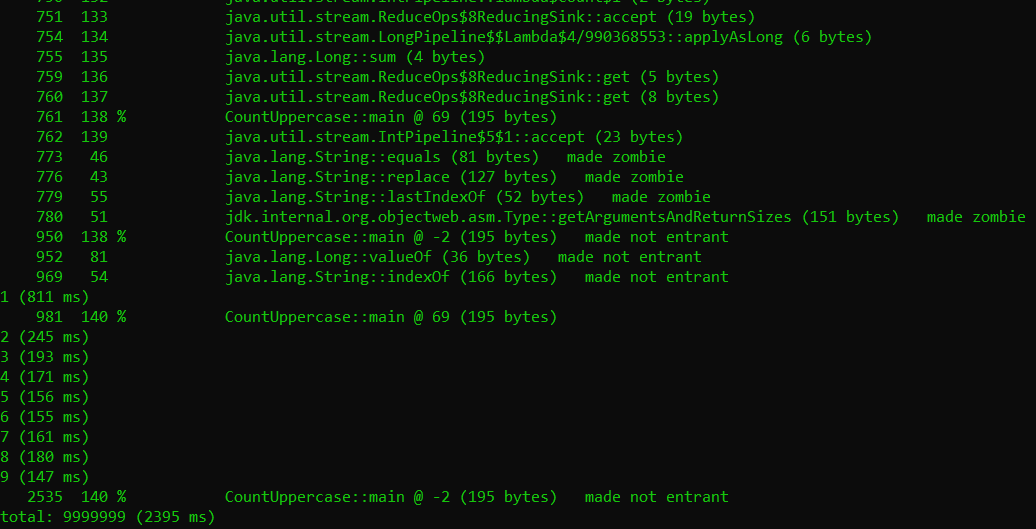 751 133 java.util.stream.ReduceOps$8ReducingSink::accept (19 bytes)
754 134 java.util.stream.LongPipeline$$Lambda$4/990368553::applyAsLong (6 bytes)
755 135 java.lang.Long::sum (4 bytes)
759 136 java.util.stream.ReduceOps$8ReducingSink::get (5 bytes)
760 137 java.util.stream.ReduceOps$8ReducingSink::get (8 bytes)
761 138 % CountUppercase::main @ 69 (195 bytes)
762 139 java.util.stream.IntPipeline$5$1::accept (23 bytes)
773 46 java.lang.String::equals (81 bytes) made zombie
776 43 java.lang.String::replace (127 bytes) made zombie
779 55 java.lang.String::lastIndexOf (52 bytes) made zombie
780 51 jdk.internal.org.objectweb.asm.Type::getArgumentsAndReturnSizes (151 bytes) made zombie
950 138 % CountUppercase::main @ -2 (195 bytes) made not entrant
952 81 java.lang.Long::valueOf (36 bytes) made not entrant
969 54 java.lang.String::indexOf (166 bytes) made not entrant
1 (811 ms)
981 140 % CountUppercase::main @ 69 (195 bytes)
2 (245 ms)
3 (193 ms)
4 (171 ms)
5 (156 ms)
6 (155 ms)
7 (161 ms)
8 (180 ms)
9 (147 ms)
2535 140 % CountUppercase::main @ -2 (195 bytes) made not entrant
total: 9999999 (2395 ms)